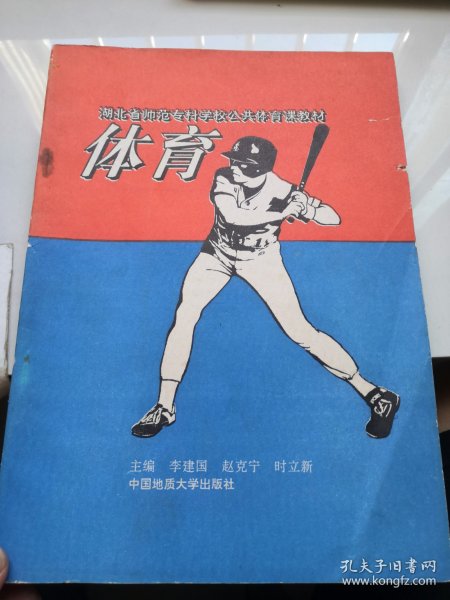 湖北省师范专科学校公共体育课教材
体育
主编 李建国 赵克宁 时立新
中国地质大学出版社
孔夫子旧书网
www.kongfz.com